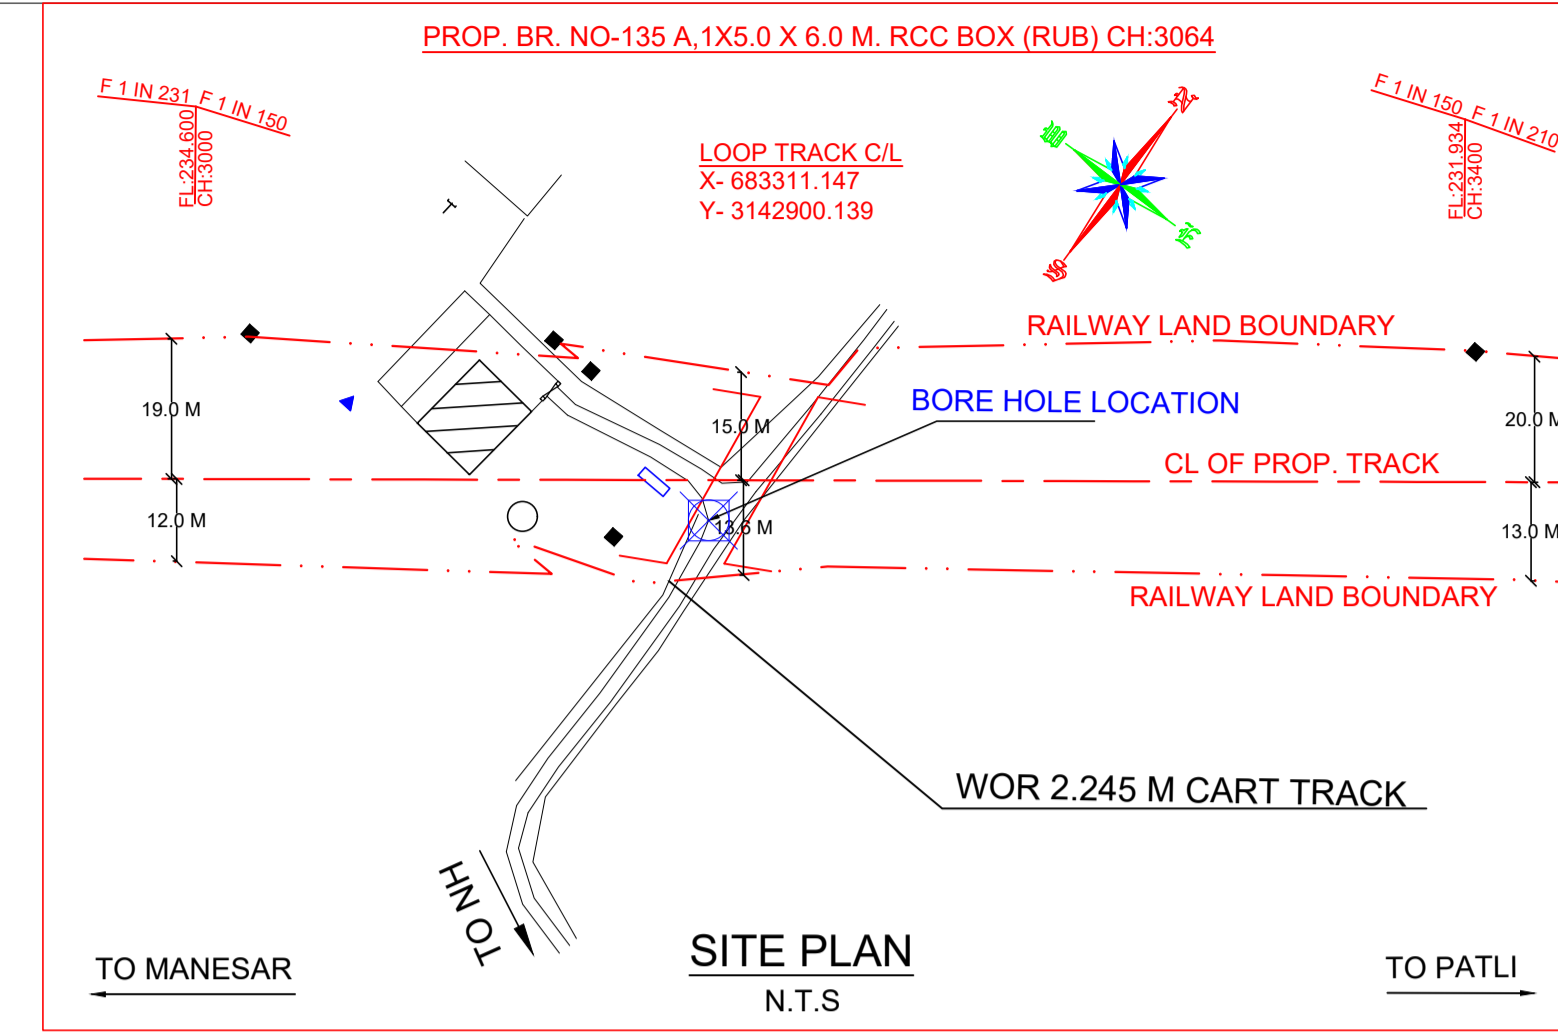 PROP. BR. NO-135 A,1X5.0 X 6.0 M. RCC BOX (RUB) CH:3064
F 1 IN 231
F 1 IN 150
FL:234.600
CH:3000
LOOP TRACK C/L
X- 683311.147
Y- 3142900.139
N
S
F 1 IN 150
F 1 IN 210
FL:231.934
CH:3400
RAILWAY LAND BOUNDARY
BORE HOLE LOCATION
19.0 M
15.0 M
20.0 M
CL OF PROP. TRACK
12.0 M
13.6 M
13.0 M
RAILWAY LAND BOUNDARY
WOR 2.245 M CART TRACK
TO NH
SITE PLAN
N.T.S
TO MANESAR
TO PATLI